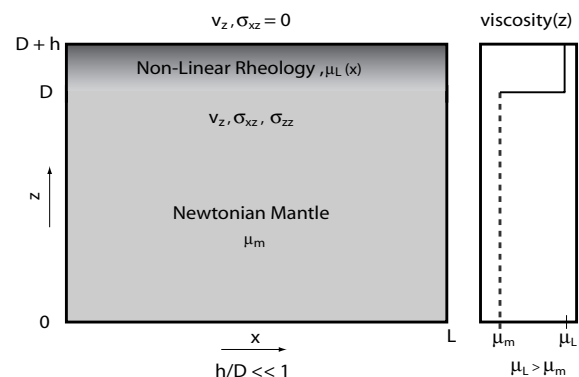 v_z, σ_xz = 0
viscosity(z)
D + h
Non-Linear Rheology, μ_L(x)
D
v_z, σ_xz, σ_zz
z
Newtonian Mantle
μ_m
0
x
L
μ_m
μ_L
h/D << 1
μ_L > μ_m